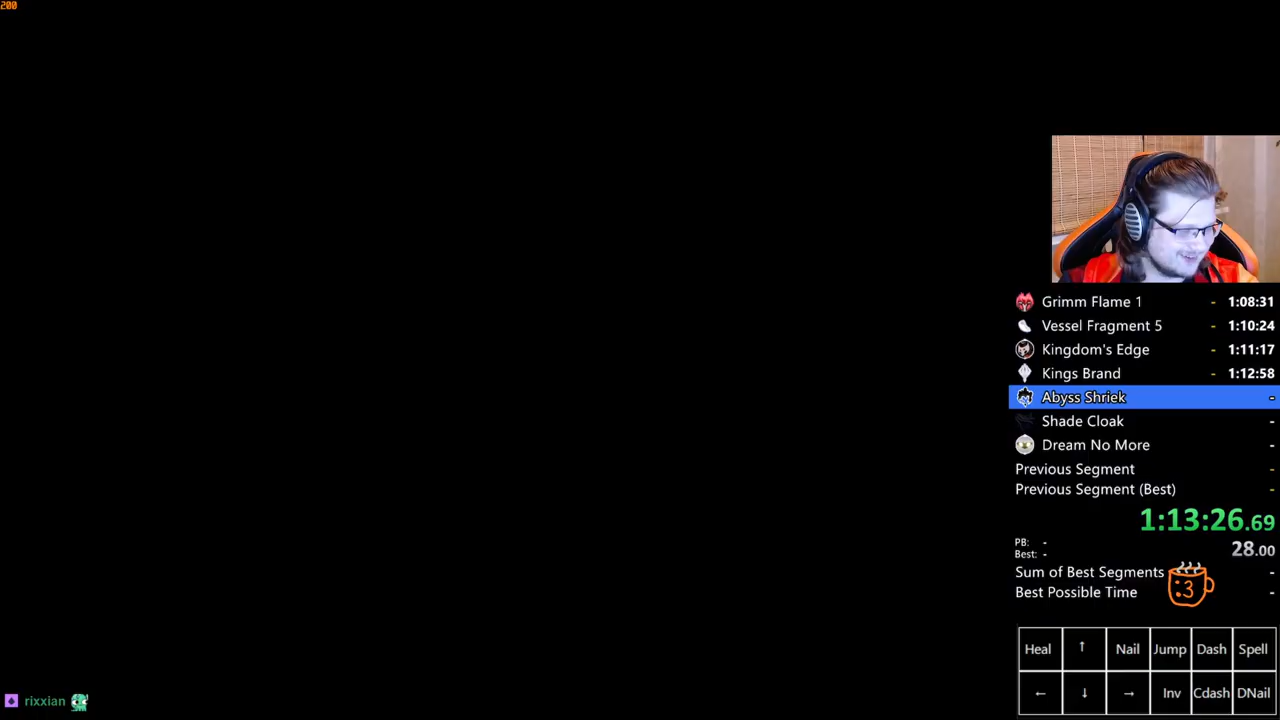 200
Grimm Flame 1 - 1:08:31
Vessel Fragment 5 - 1:10:24
Kingdom's Edge - 1:11:17
Kings Brand - 1:12:58
Abyss Shriek -
Shade Cloak -
Dream No More -
Previous Segment -
Previous Segment (Best) -
1:13:26.69
PB: - 28.00
Best: -
Sum of Best Segments -
Best Possible Time -
:3
Heal ↑ Nail Jump Dash Spell
← ↓ → Inv Cdash DNail
rixxian